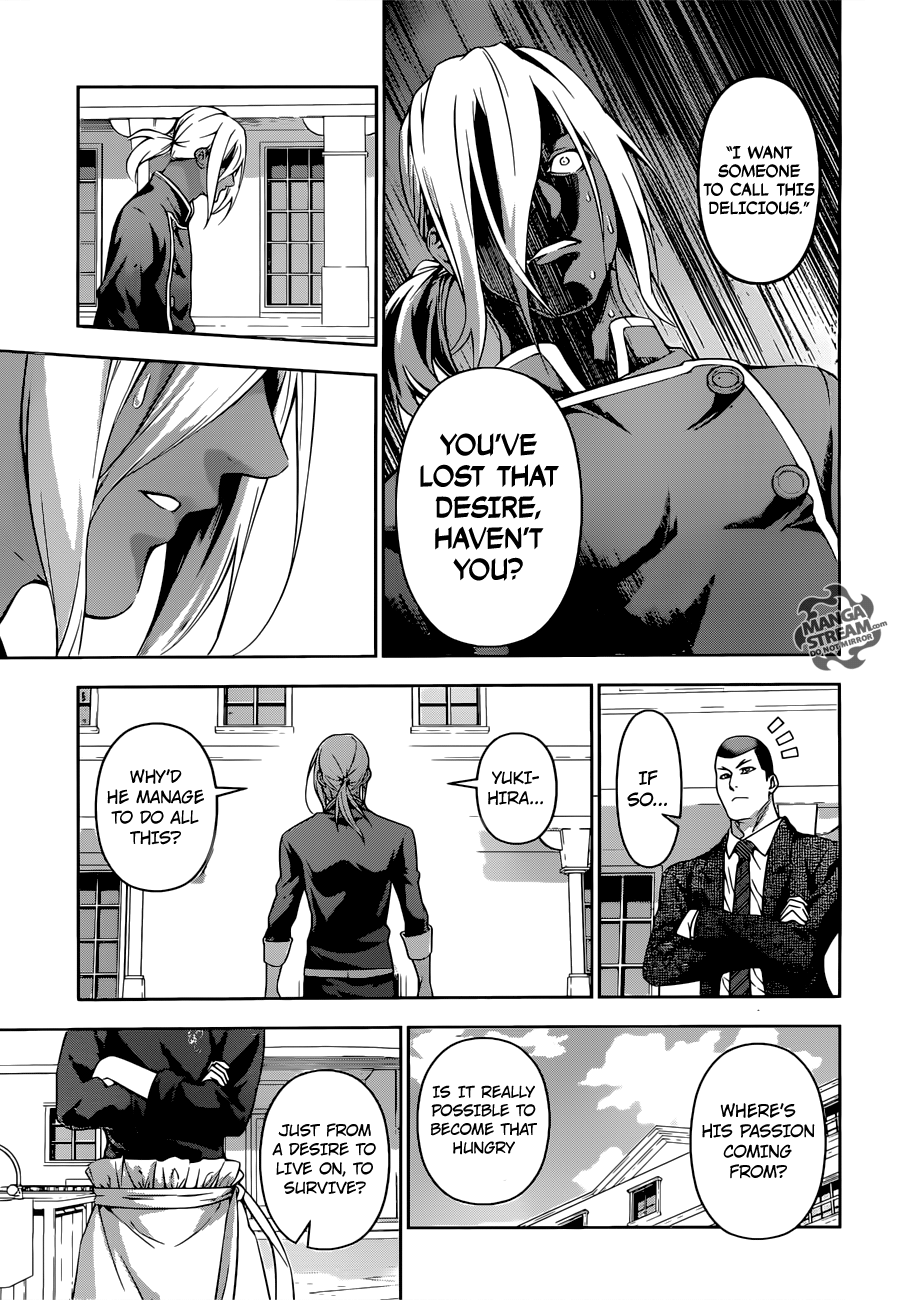 "I WANT
SOMEONE
TO CALL THIS
DELICIOUS."
YOU'VE
LOST THAT
DESIRE,
HAVEN'T
YOU?
MANGA
STREAM.com
DO NOT MIRROR
IF
SO...
YUKI-
HIRA...
WHY'D
HE MANAGE
TO DO ALL
THIS?
WHERE'S
HIS PASSION
COMING
FROM?
IS IT REALLY
POSSIBLE TO
BECOME THAT
HUNGRY
JUST FROM
A DESIRE TO
LIVE ON, TO
SURVIVE?